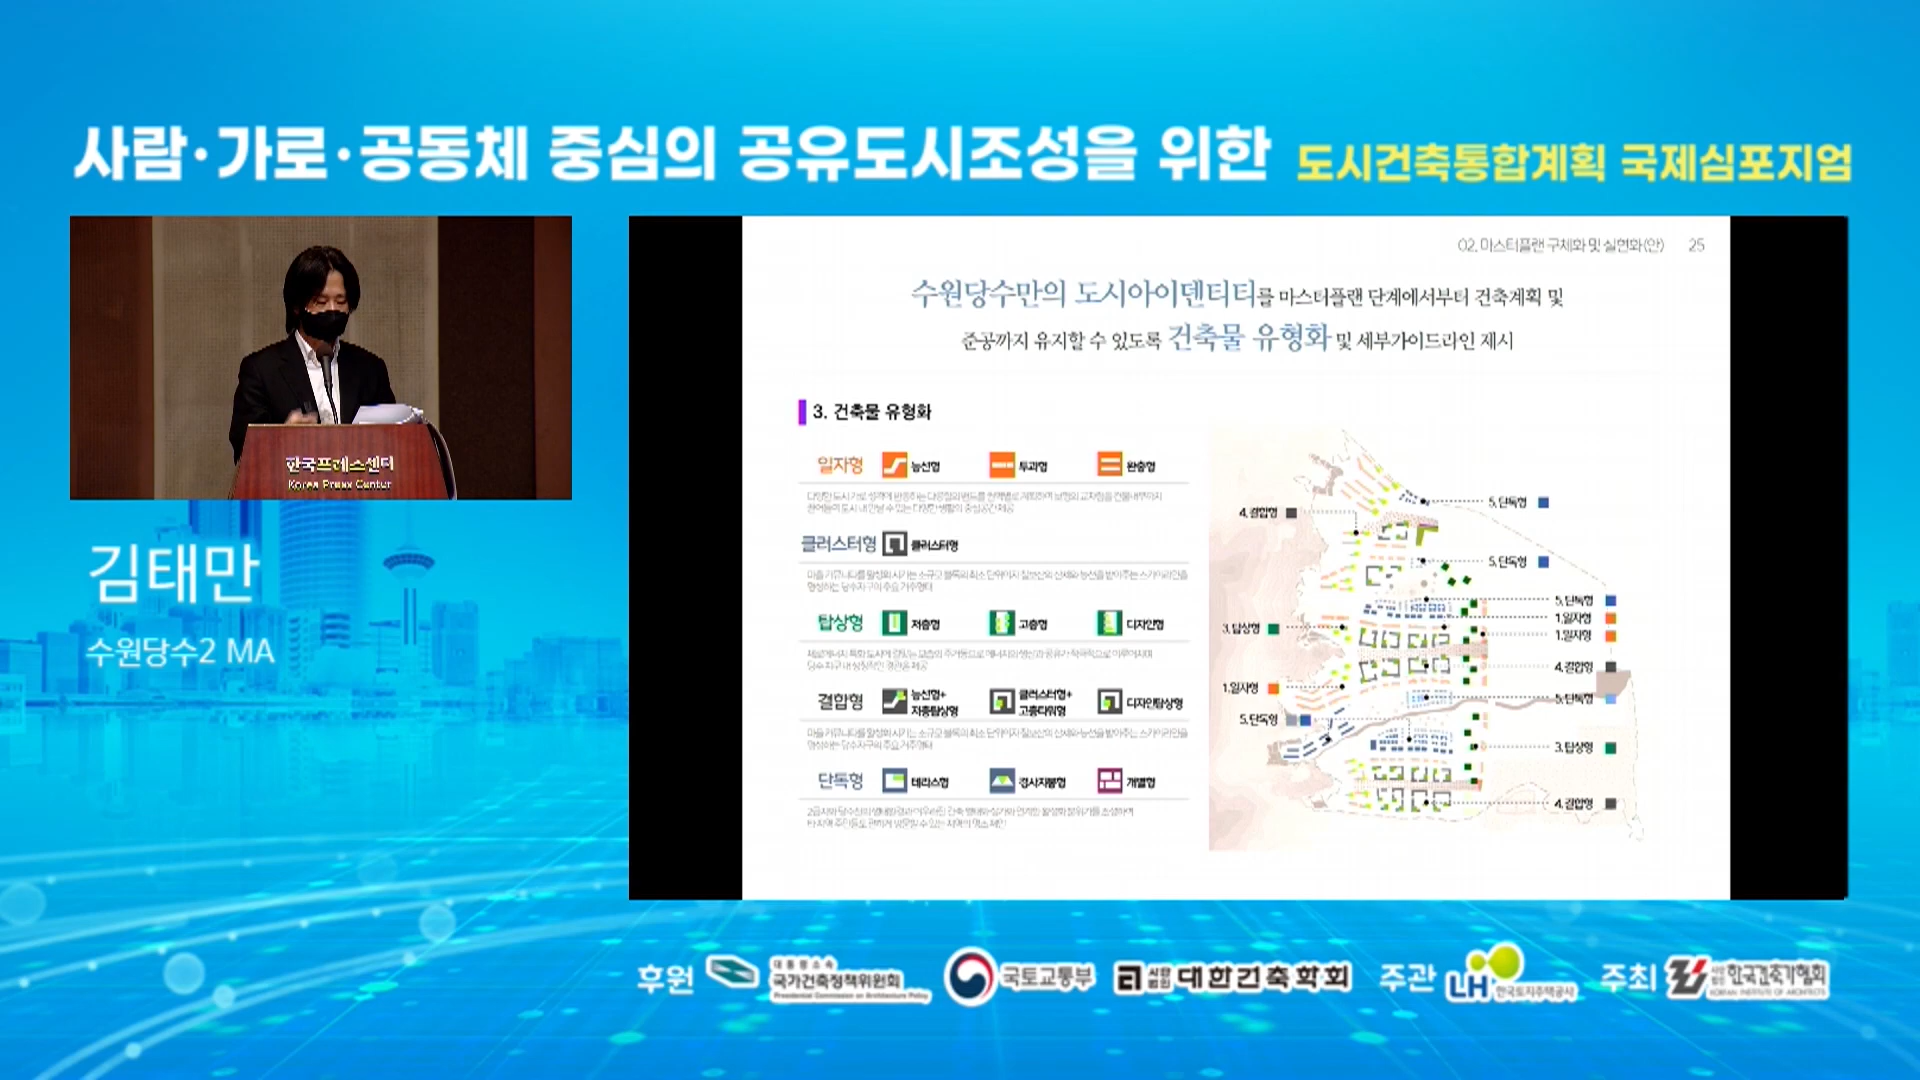 사람·가로·공동체 중심의 공유도시조성을 위한 도시건축통합계획 국제심포지엄
한국프레스센터
Korea Press Center
김태만
수원당수2 MA
02. 마스터플랜 구체화 및 실현화(안) 25
수원당수만의 도시아이덴티티를 마스터플랜 단계에서부터 건축계획 및
준공까지 유지할 수 있도록 건축물 유형화 및 세부가이드라인 제시
3. 건축물 유형화
일자형 능선형 투과형 완충형
클러스터형 클러스터형
탑상형 저층형 고층형 디자인형
결합형 능선형+저층탑상형 클러스터형+고층타워형 디자인탑상형
단독형 테라스형 경사지붕형 개별형
5.단독형
4.결합형
5.단독형
5.단독형
1.일자형
3.탑상형
1.일자형
4.결합형
1.일자형
5.단독형
5.단독형
3.탑상형
4.결합형
후원 대통령소속 국가건축정책위원회 Presidential Commission on Architecture Policy 국토교통부 사단법인 대한건축학회 주관 LH 한국토지주택공사 주최 한국건축가협회 KOREAN INSTITUTE OF ARCHITECTS